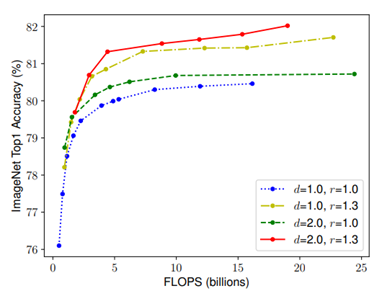 82
81
80
79
78
77
76
ImageNet Top1 Accuracy (%)
0 5 10 15 20 25
FLOPS (billions)
d=1.0, r=1.0
d=1.0, r=1.3
d=2.0, r=1.0
d=2.0, r=1.3